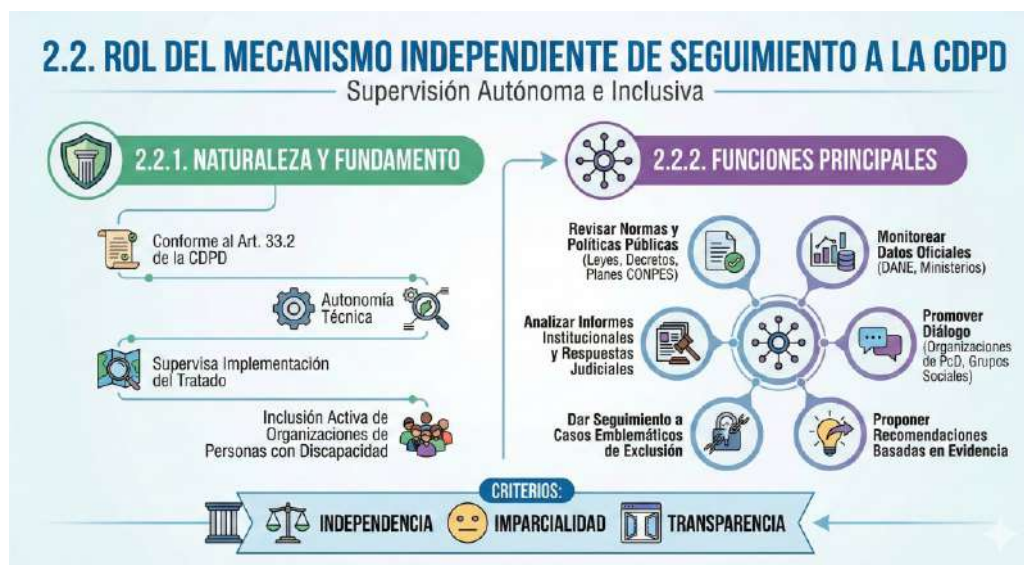 2.2. ROL DEL MECANISMO INDEPENDIENTE DE SEGUIMIENTO A LA CDPD
Supervisión Autónoma e Inclusiva
2.2.1. NATURALEZA Y FUNDAMENTO
Conforme al Art. 33.2
de la CDPD
Autonomía
Técnica
Supervisa Implementación
del Tratado
Inclusión Activa de
Organizaciones de
Personas con Discapacidad
2.2.2. FUNCIONES PRINCIPALES
Revisar Normas y
Políticas Públicas
(Leyes, Decretos,
Planes CONPES)
Monitorear
Datos Oficiales
(DANE, Ministerios)
Analizar Informes
Institucionales
y Respuestas
Judiciales
Promover
Diálogo
(Organizaciones
de PcD, Grupos
Sociales)
Dar Seguimiento a
Casos Emblemáticos
de Exclusión
Proponer
Recomendaciones
Basadas en Evidencia
CRITERIOS:
INDEPENDENCIA
IMPARCIALIDAD
TRANSPARENCIA